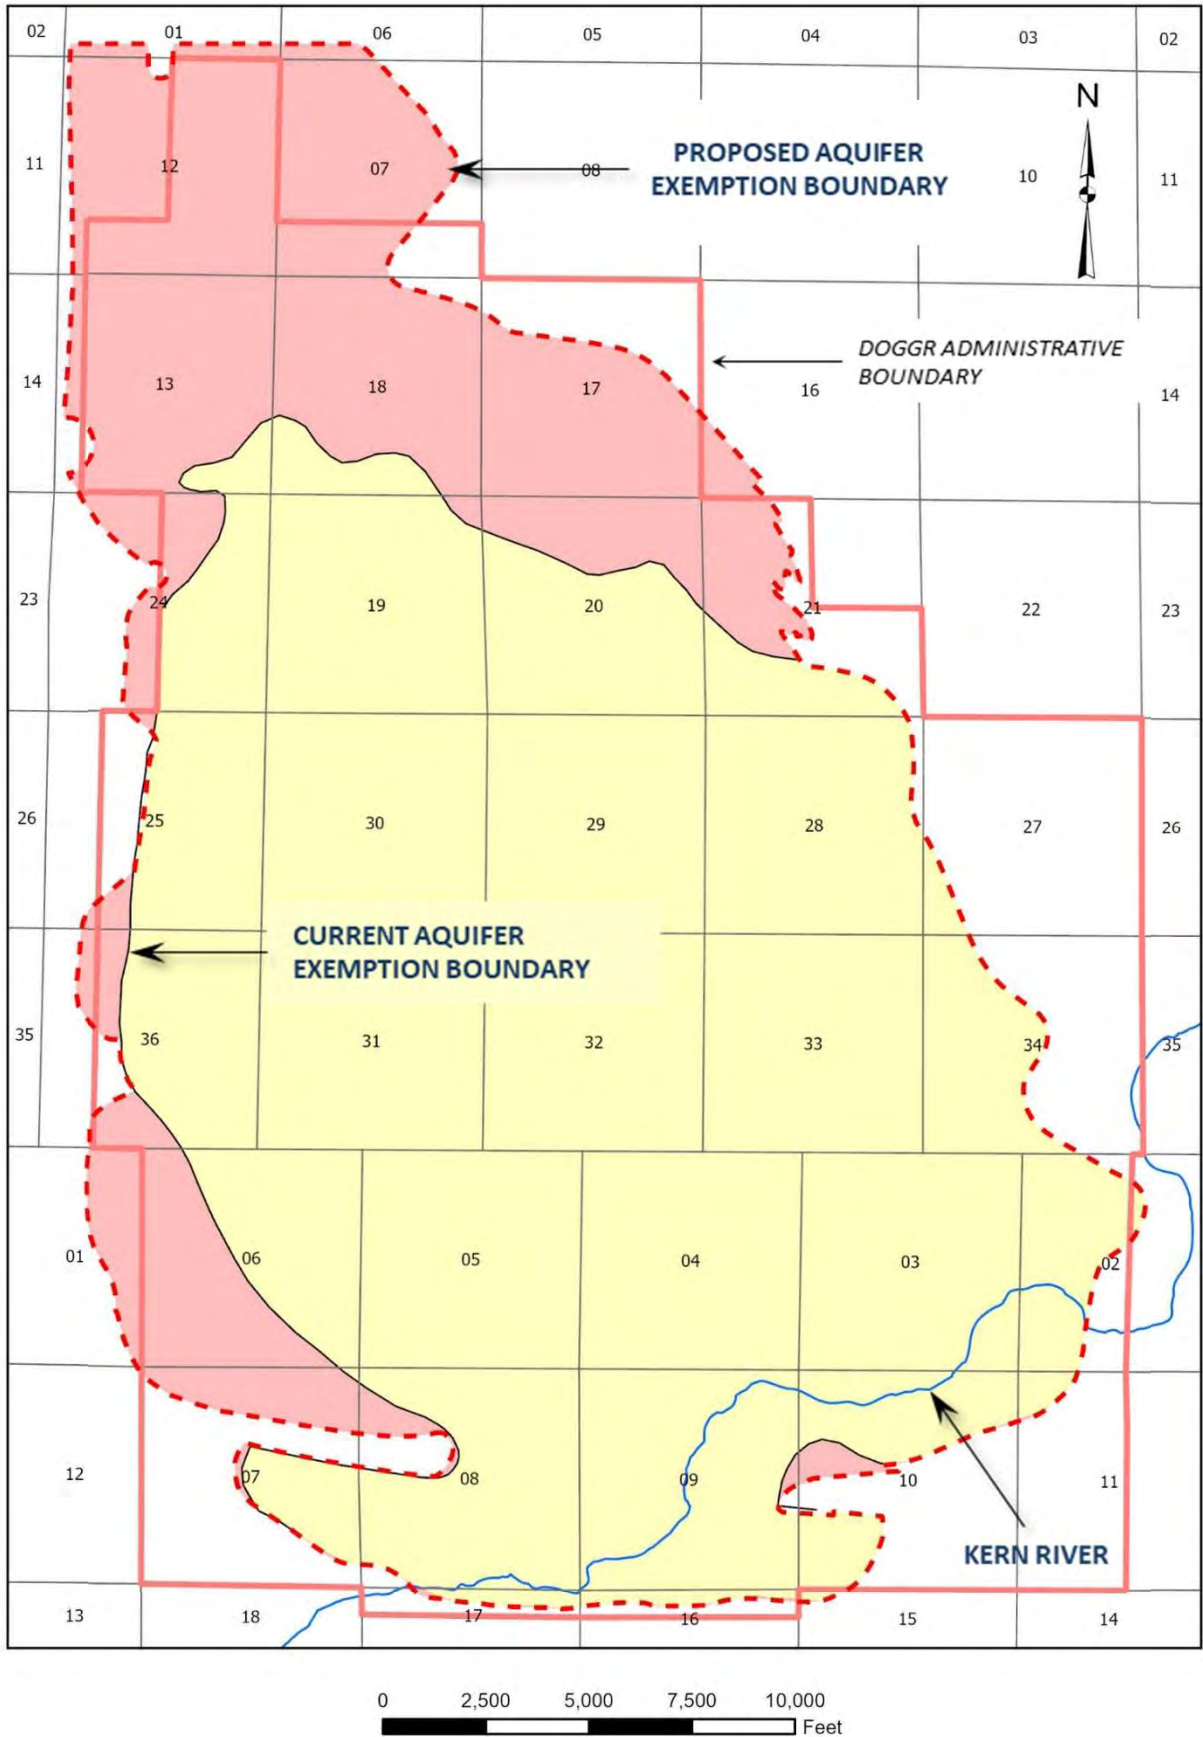 02 01 06 05 04 03 02
N
PROPOSED AQUIFER
EXEMPTION BOUNDARY
11 12 07 08 10 11
DOGGR ADMINISTRATIVE
BOUNDARY
14 13 18 17 16 14
23 24 19 20 21 22 23
26 25 30 29 28 27 26
CURRENT AQUIFER
EXEMPTION BOUNDARY
35 36 31 32 33 34 35
01 06 05 04 03 02
12 07 08 09 10 11
KERN RIVER
13 18 17 16 15 14
0 2,500 5,000 7,500 10,000
Feet